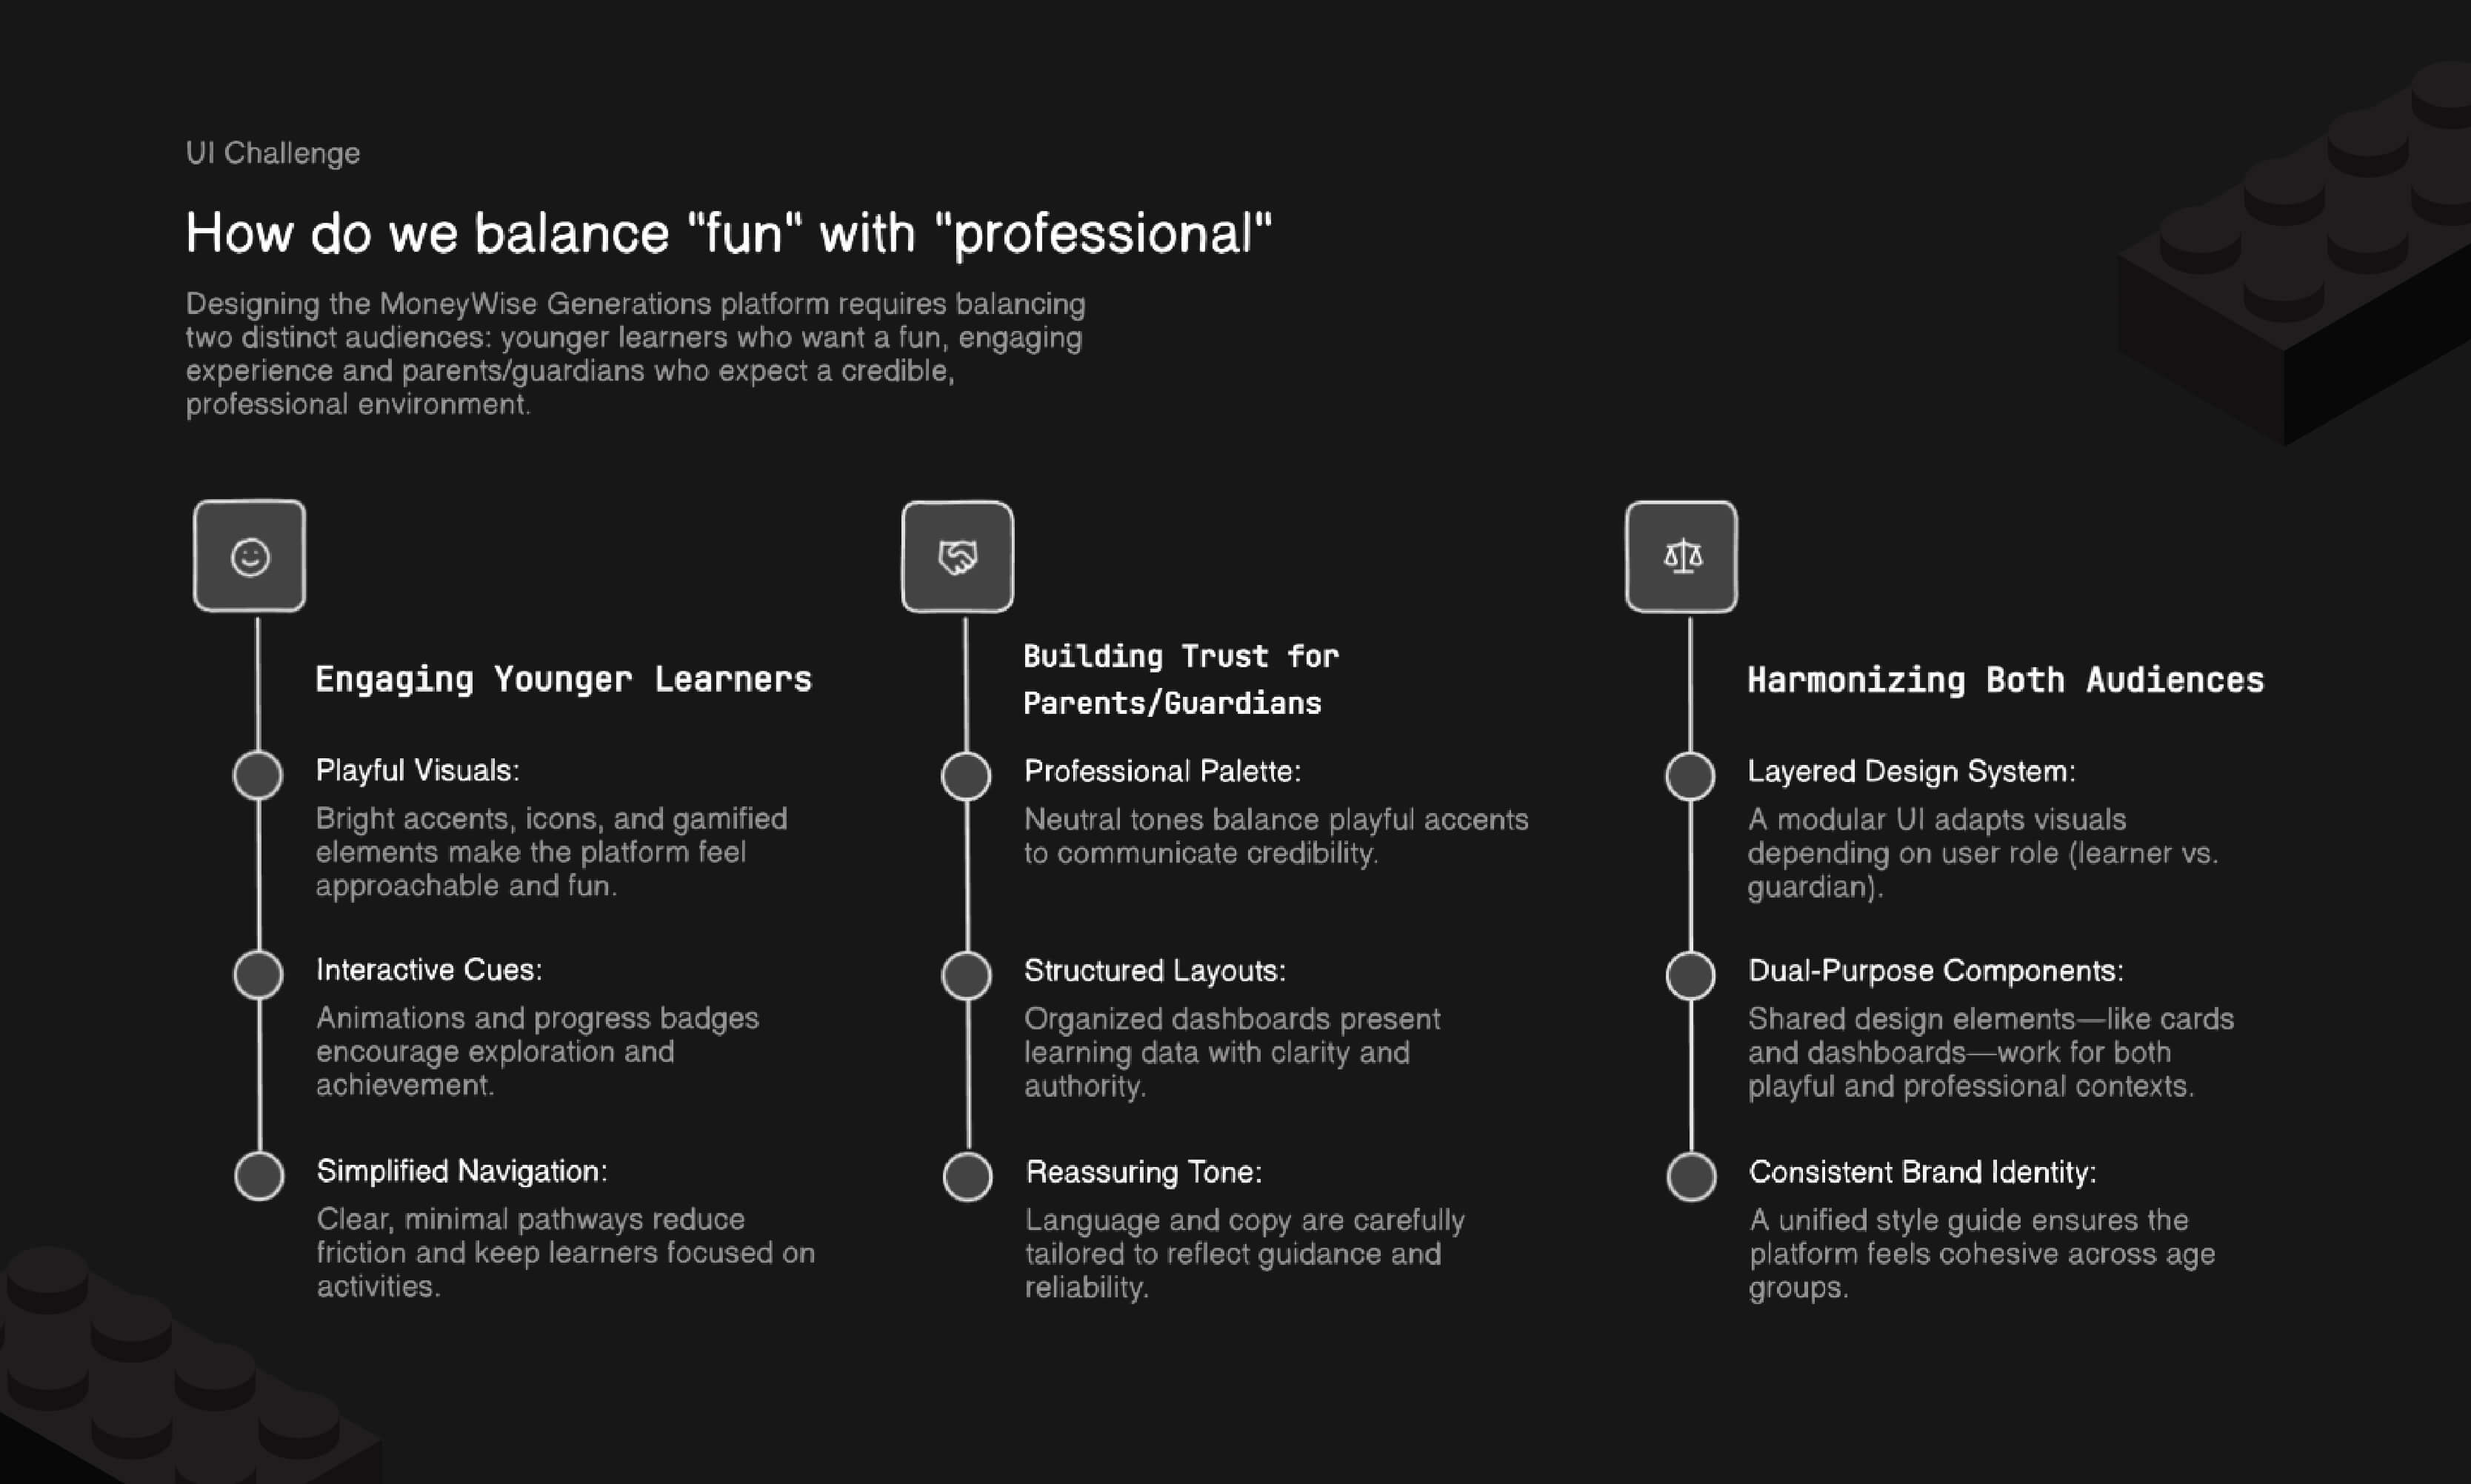 UI Challenge
How do we balance "fun" with "professional"
Designing the MoneyWise Generations platform requires balancing
two distinct audiences: younger learners who want a fun, engaging
experience and parents/guardians who expect a credible,
professional environment.
Engaging Younger Learners
Playful Visuals:
Bright accents, icons, and gamified
elements make the platform feel
approachable and fun.
Interactive Cues:
Animations and progress badges
encourage exploration and
achievement.
Simplified Navigation:
Clear, minimal pathways reduce
friction and keep learners focused on
activities.
Building Trust for
Parents/Guardians
Professional Palette:
Neutral tones balance playful accents
to communicate credibility.
Structured Layouts:
Organized dashboards present
learning data with clarity and
authority.
Reassuring Tone:
Language and copy are carefully
tailored to reflect guidance and
reliability.
Harmonizing Both Audiences
Layered Design System:
A modular UI adapts visuals
depending on user role (learner vs.
guardian).
Dual-Purpose Components:
Shared design elements—like cards
and dashboards—work for both
playful and professional contexts.
Consistent Brand Identity:
A unified style guide ensures the
platform feels cohesive across age
groups.